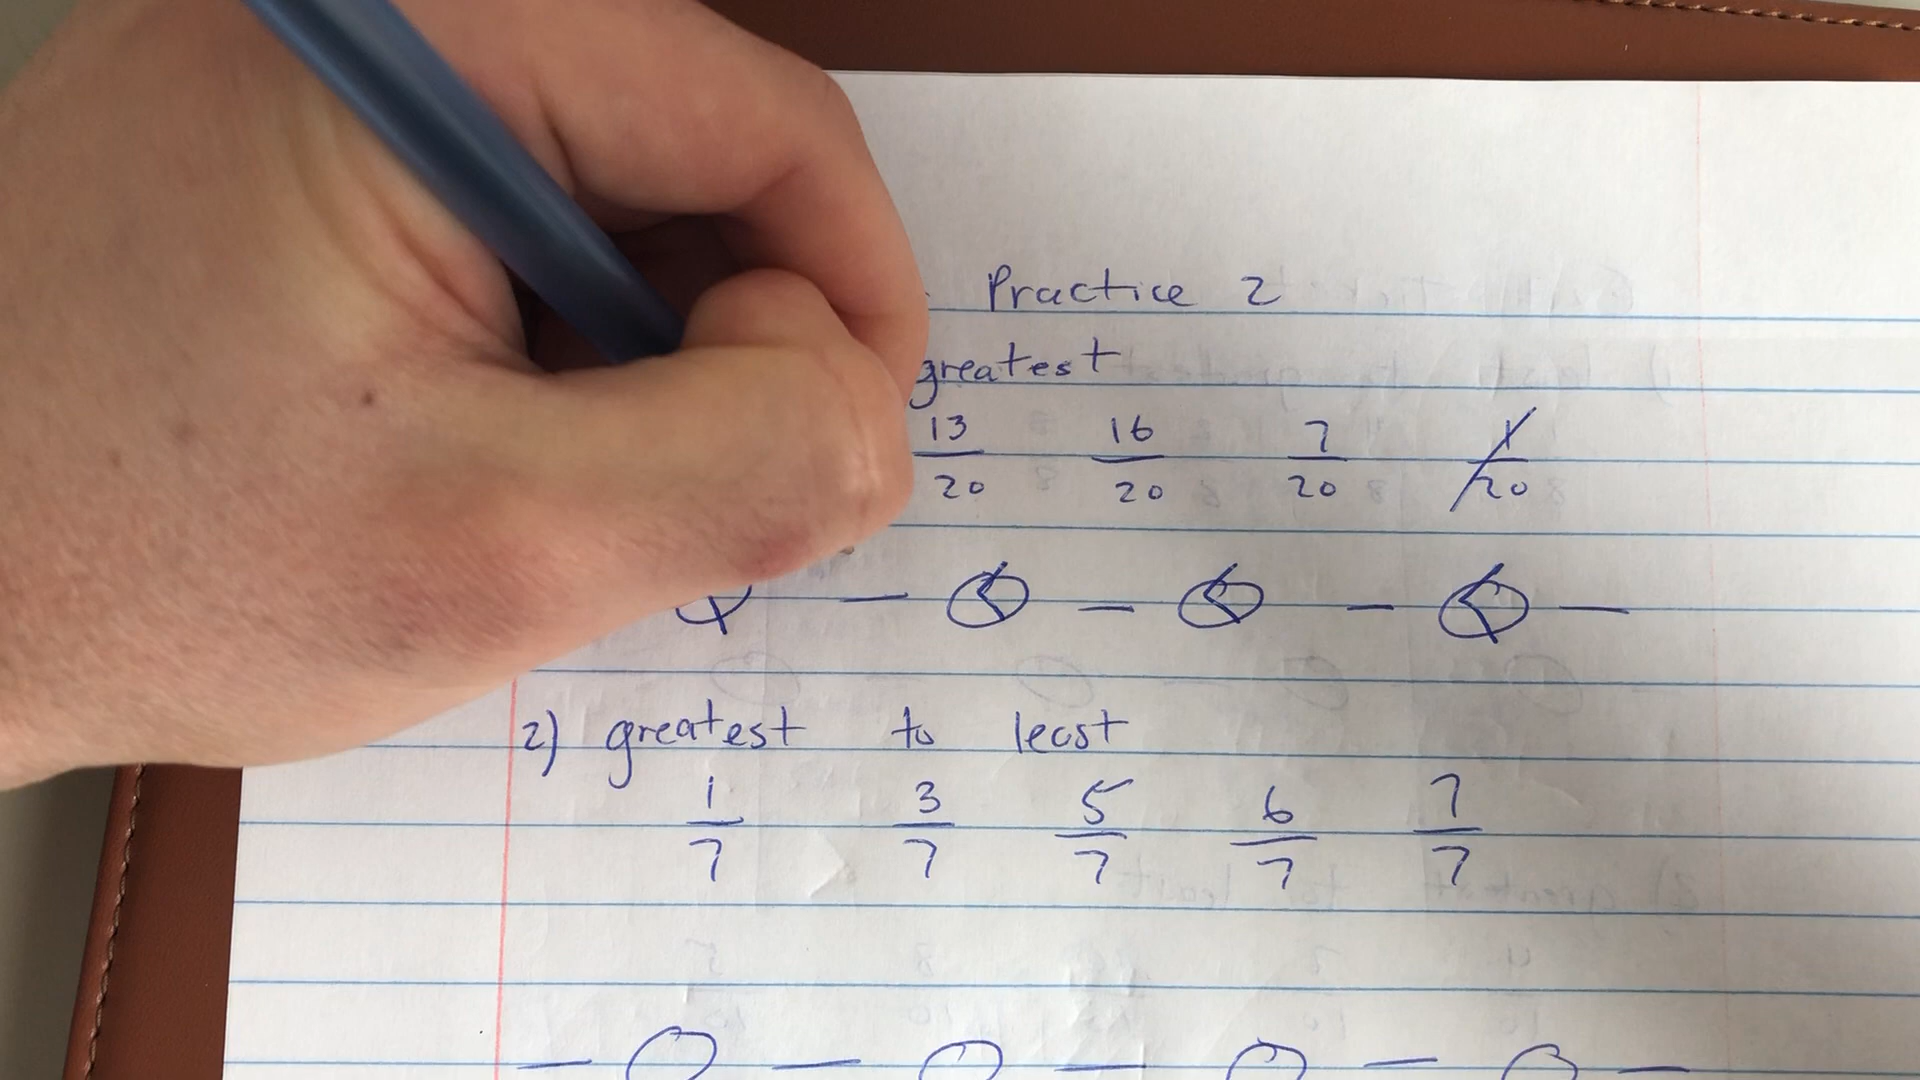 Practice 2
greatest
13/20 16/20 7/20 1/20
< — < — < — < —
2) greatest to least
1/7 3/7 5/7 6/7 7/7